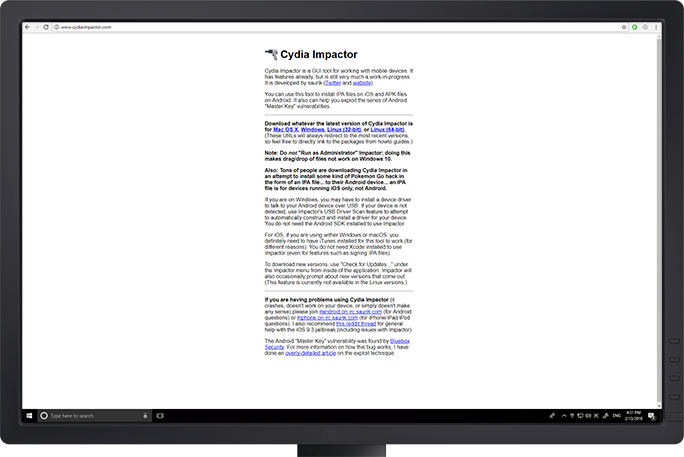 www.cydiaimpactor.com
Cydia Impactor
Cydia Impactor is a GUI tool for working with mobile devices. It
has features already, but is still very much a work-in-progress.
It is developed by saurik (Twitter and website).
You can use this tool to install IPA files on iOS and APK files
on Android. It also can help you exploit the series of Android
"Master Key" vulnerabilities.
Download whatever the latest version of Cydia Impactor is
for Mac OS X, Windows, Linux (32-bit), or Linux (64-bit).
(These URLs will always redirect to the most recent versions,
so feel free to directly link to the packages from howto guides.)
Note: Do not "Run as Administrator" Impactor; doing this
makes drag/drop of files not work on Windows 10.
Also: Tons of people are downloading Cydia Impactor in
an attempt to install some kind of Pokemon Go hack in
the form of an IPA file... to their Android device... an IPA
file is for devices running iOS only, not Android.
If you are on Windows, you may have to install a device driver
to talk to your Android device over USB. If your device is not
detected, use Impactor's USB Driver Scan feature to attempt
to automatically construct and install a driver for your device.
You do not need the Android SDK installed to use Impactor.
For iOS, if you are using wither Windows or macOS, you
definitely need to have iTunes installed for this tool to work (for
different reasons). You do not need Xcode installed to use
Impactor (even for features such as signing IPA files).
To download new versions, use "Check for Updates..." under
the Impactor menu from inside of the application. Impactor will
also occasionally prompt about new versions that come out.
(This feature is currently not available in the Linux versions.)
If you are having problems using Cydia Impactor (it
crashes, doesn't work on your device, or simply doesn't make
any sense) please join #android on irc.saurik.com (for Android
questions) or #iphone on irc.saurik.com (for iPhone/iPad/iPod
questions). I also recommend this reddit thread for general
help with the iOS 9.3 jailbreak (including issues with Impactor).
The Android "Master Key" vulnerability was found by Bluebox
Security. For more information on how this bug works, I have
done an overly-detailed article on the exploit technique.
Type here to search
ENG
4:31 PM
2/15/2018